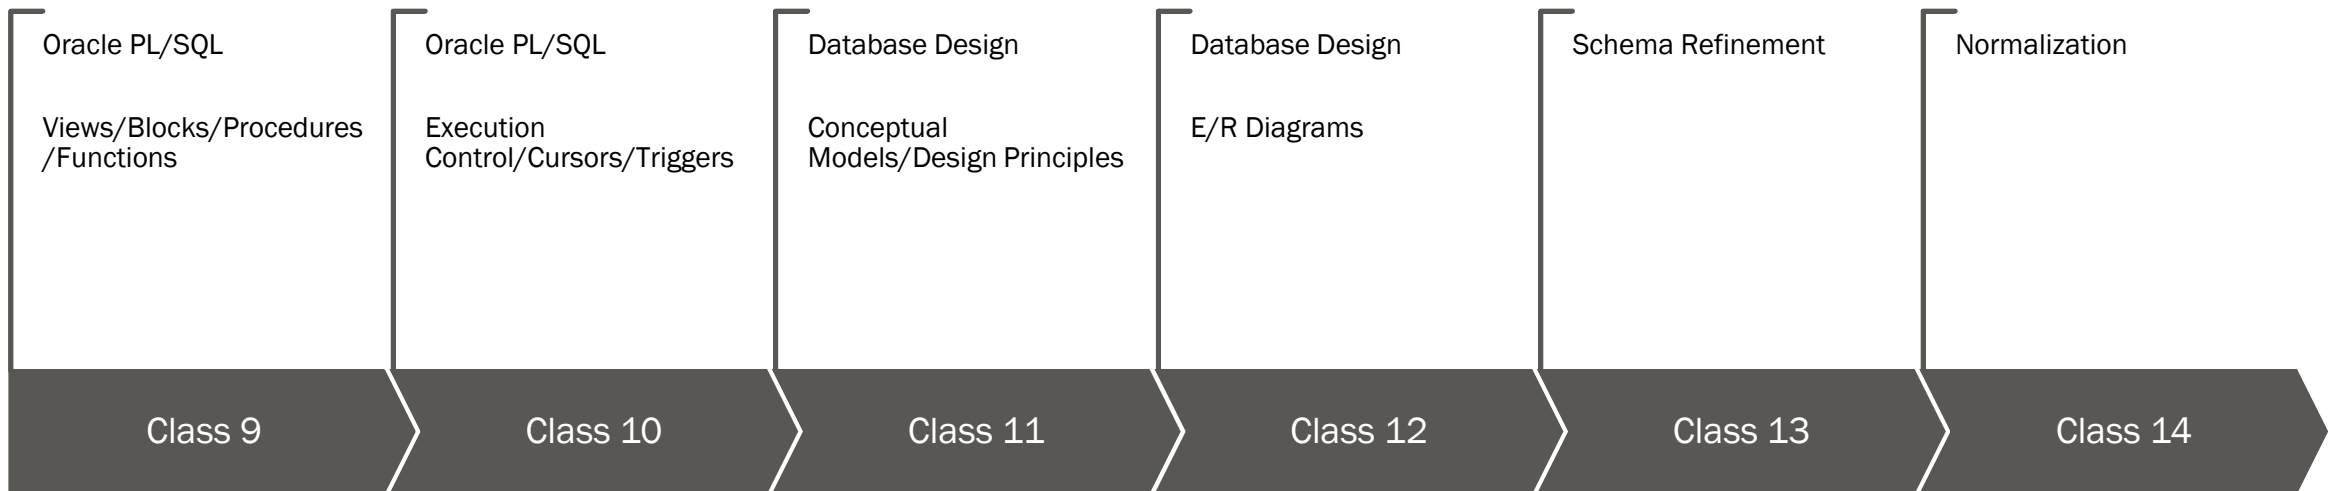 Oracle PL/SQL
Views/Blocks/Procedures
/Functions
Oracle PL/SQL
Execution
Control/Cursors/Triggers
Database Design
Conceptual
Models/Design Principles
Database Design
E/R Diagrams
Schema Refinement
Normalization
Class 9
Class 10
Class 11
Class 12
Class 13
Class 14